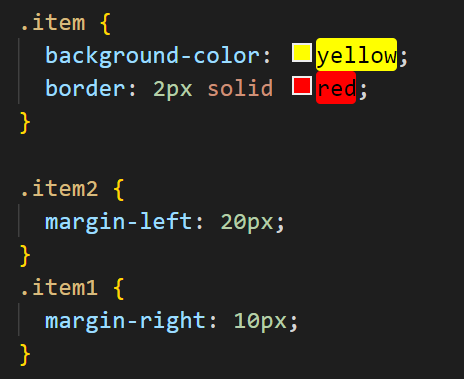 .item {
  background-color: yellow;
  border: 2px solid red;
}

.item2 {
  margin-left: 20px;
}
.item1 {
  margin-right: 10px;
}